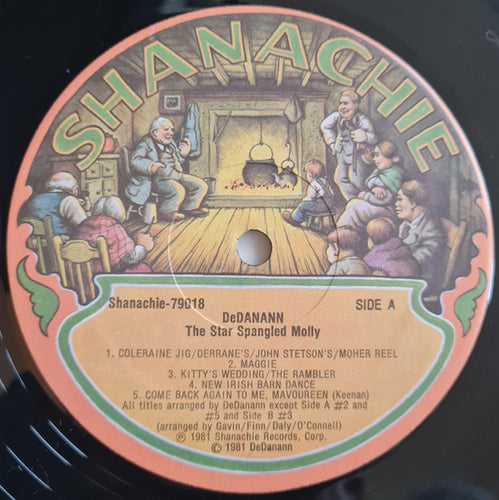 SHANACHIE
Shanachie-79018
SIDE A
DeDANANN
The Star Spangled Molly
1. COLERAINE JIG/DERRANE'S/JOHN STETSON'S/MOHER REEL
2. MAGGIE
3. KITTY'S WEDDING/THE RAMBLER
4. NEW IRISH BARN DANCE
5. COME BACK AGAIN TO ME, MAVOUREEN (Keenan)
All titles arranged by DeDanann except Side A #2 and
#5 and Side B #3
(arranged by Gavin/Finn/Daly/O'Connell)
℗ 1981 Shanachie Records, Corp.
© 1981 DeDanann